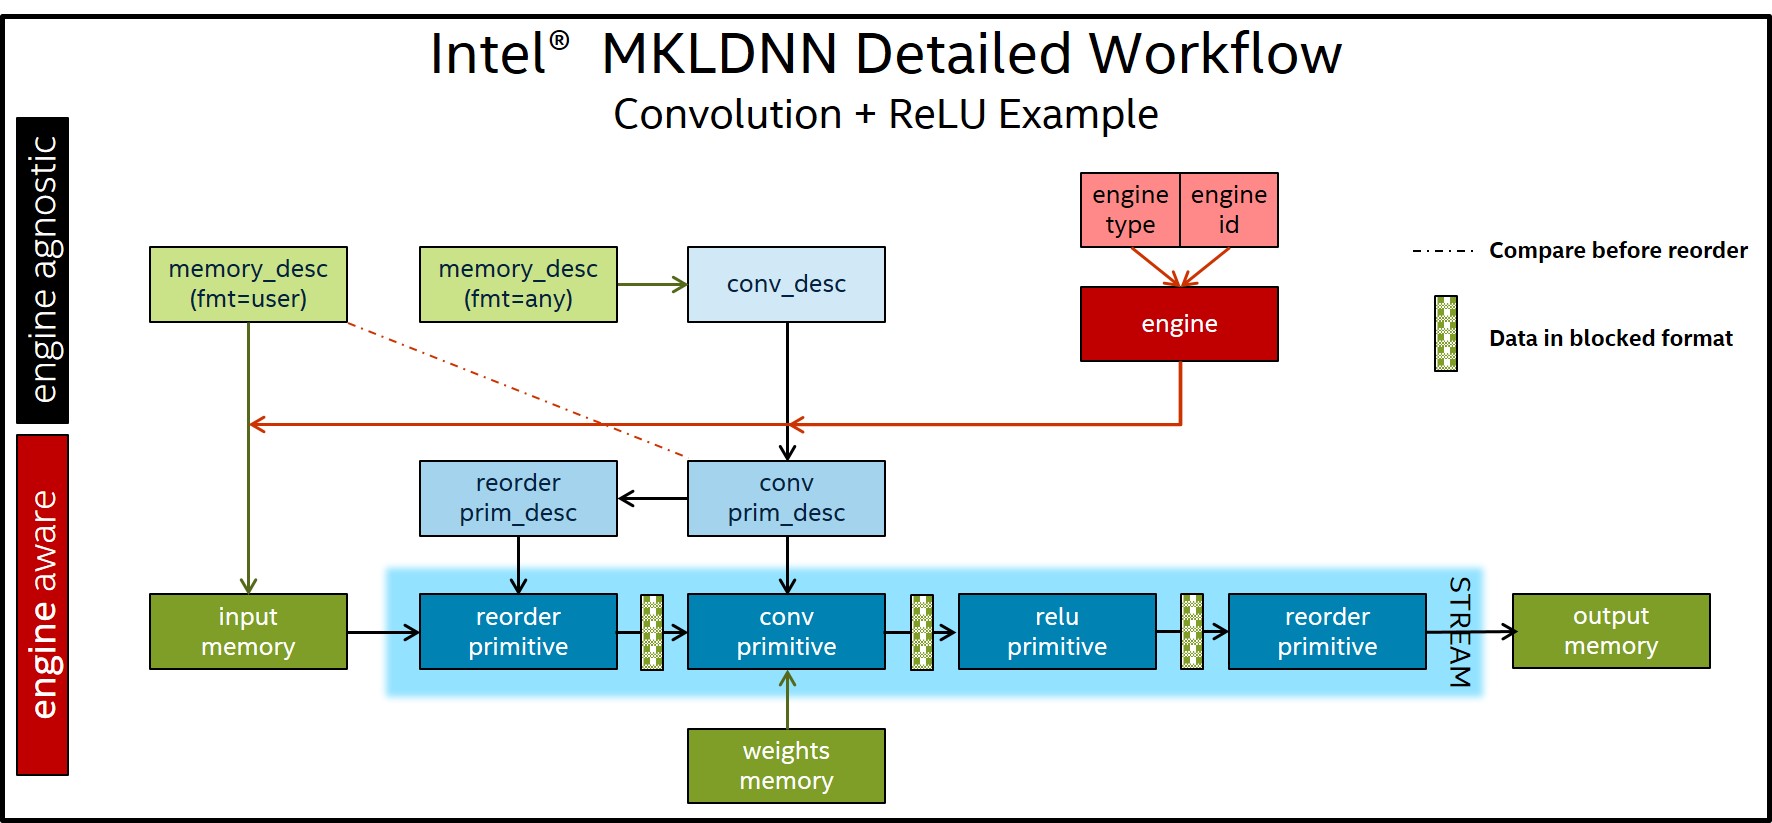 Intel® MKLDNN Detailed Workflow
Convolution + ReLU Example
engine agnostic
engine aware
engine
type
engine
id
memory_desc
(fmt=user)
memory_desc
(fmt=any)
conv_desc
engine
Compare before reorder
Data in blocked format
reorder
prim_desc
conv
prim_desc
input
memory
reorder
primitive
conv
primitive
relu
primitive
reorder
primitive
STREAM
output
memory
weights
memory